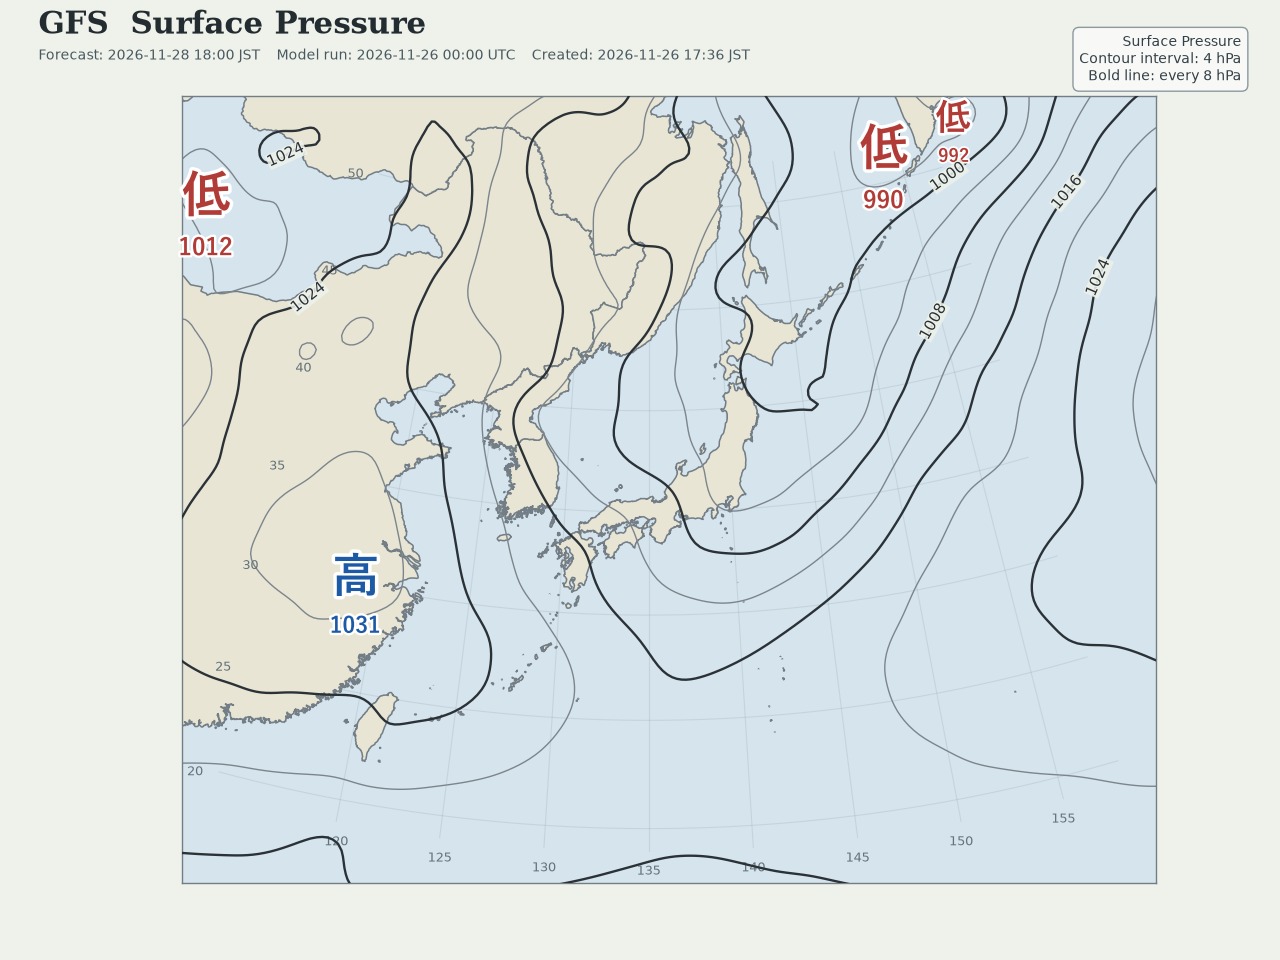 GFS  Surface Pressure
Forecast: 2026-11-28 18:00 JST    Model run: 2026-11-26 00:00 UTC    Created: 2026-11-26 17:36 JST
Surface Pressure
Contour interval: 4 hPa
Bold line: every 8 hPa
低
992
低
990
1000
1024
50
低
1012
1016
45
1024
1024
1008
40
35
30
高
1031
25
20
155
120
150
125
145
130
140
135